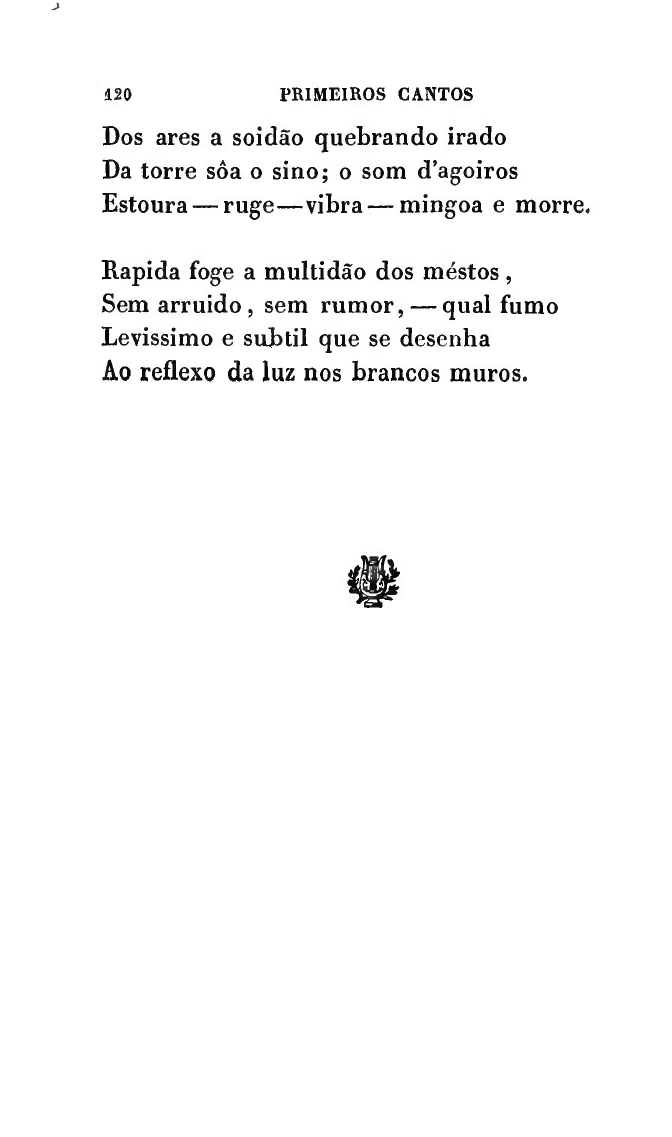 120 PRIMEIROS CANTOS
Dos ares a soidão quebrando irado
Da torre sôa o sino; o som d'agoiros
Estoura — ruge — vibra — mingoa e morre.
Rapida foge a multidão dos méstos,
Sem arruido, sem rumor, — qual fumo
Levissimo e subtil que se desenha
Ao reflexo da luz nos brancos muros.